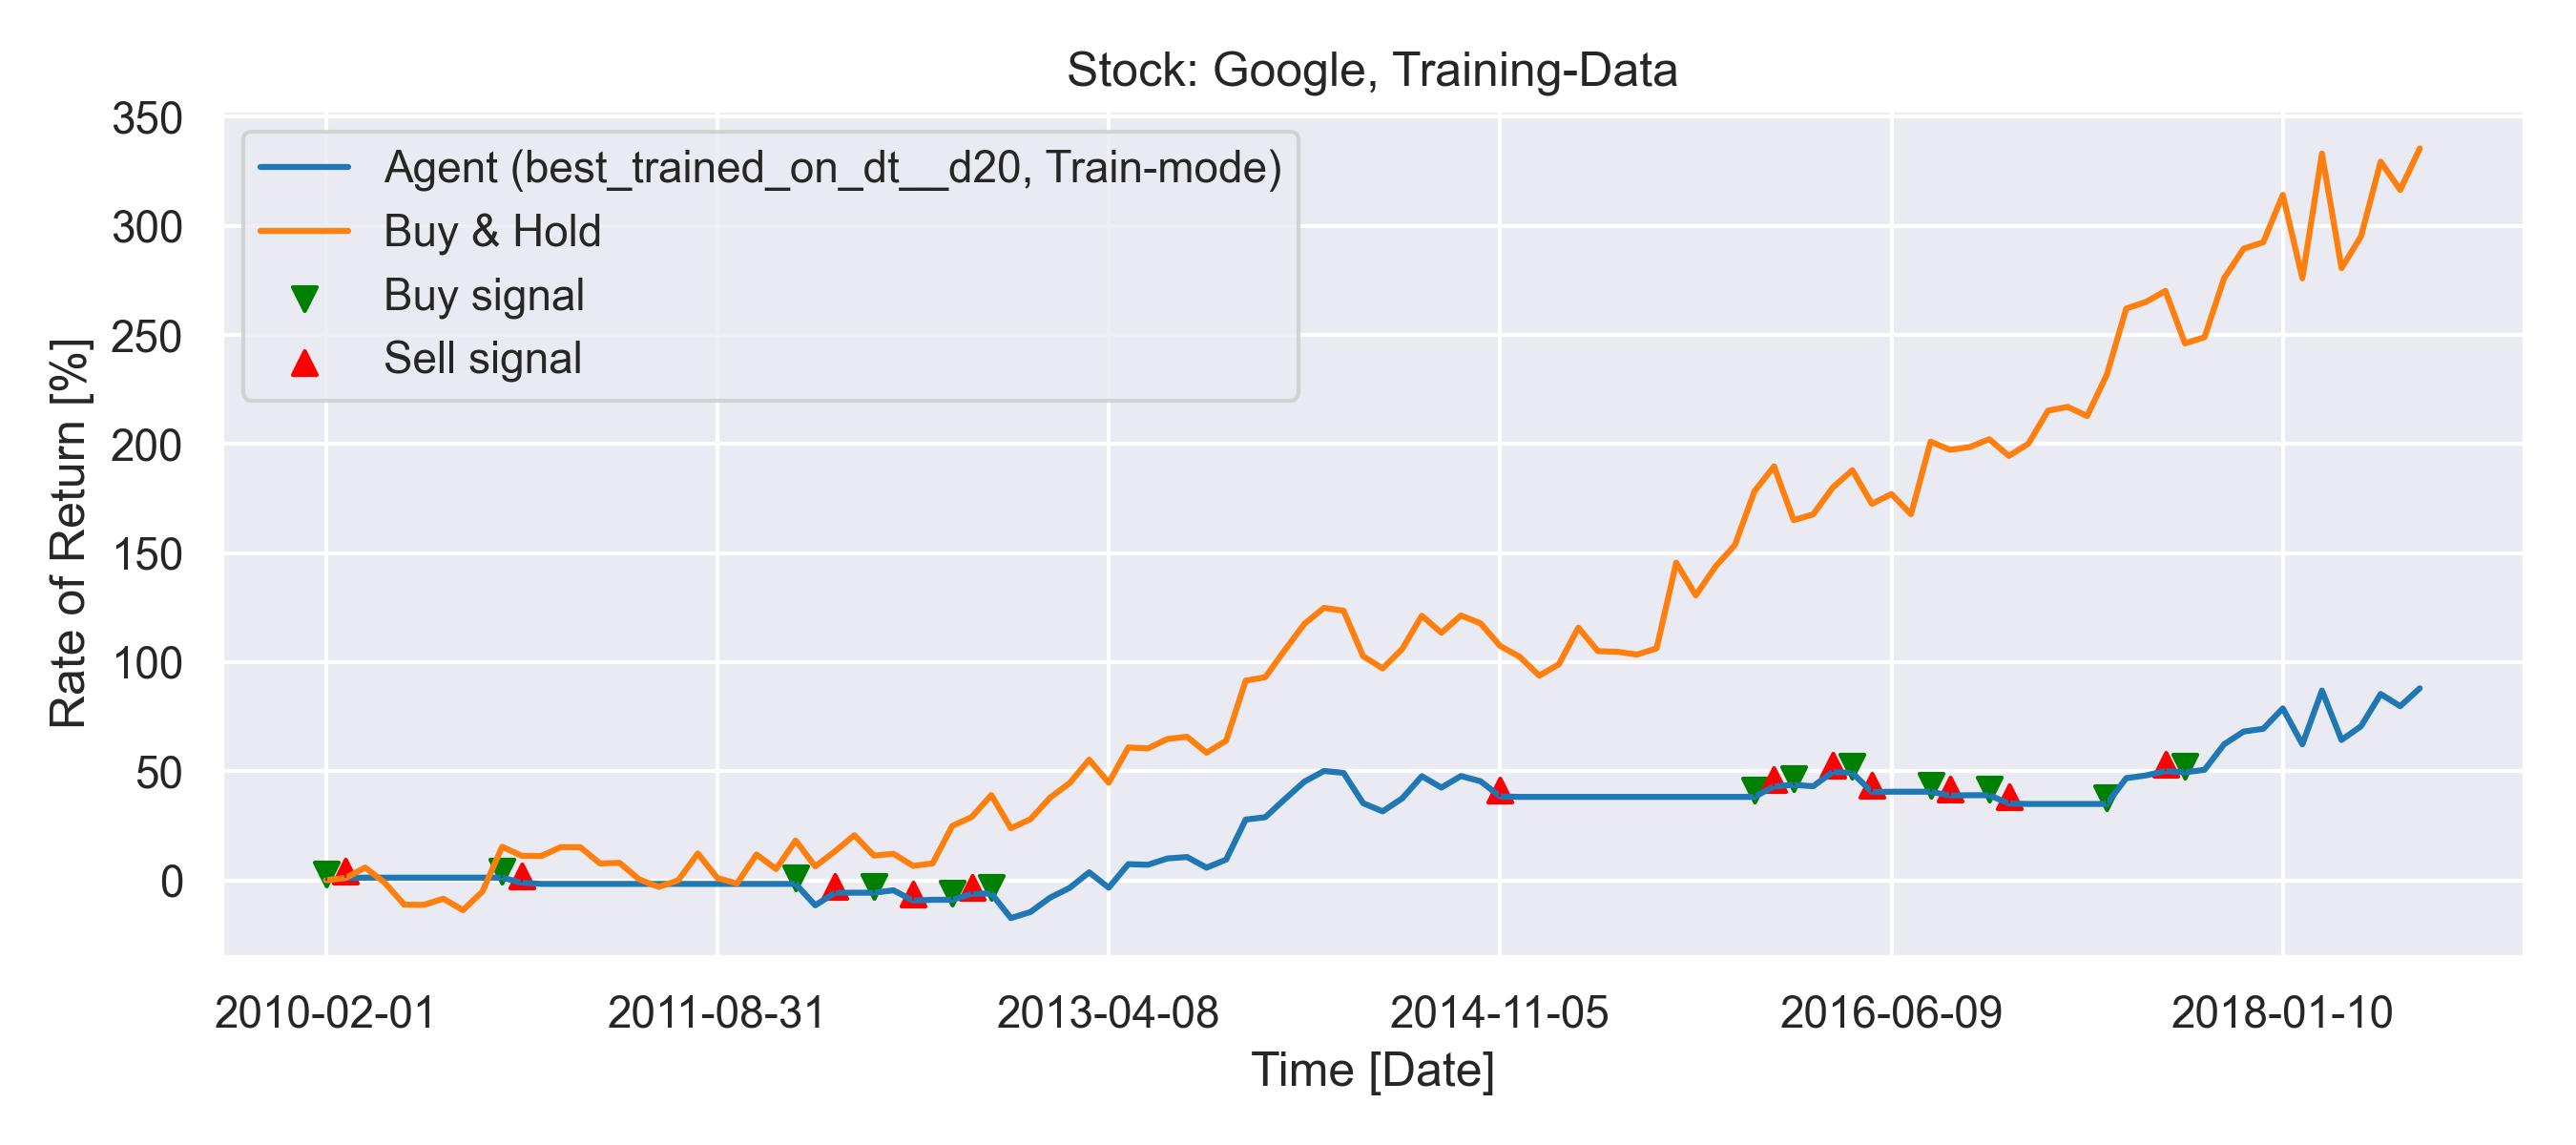 Stock: Google, Training-Data
350
300
250
200
150
100
50
0
Rate of Return [%]
Agent (best_trained_on_dt__d20, Train-mode)
Buy & Hold
Buy signal
Sell signal
2010-02-01 2011-08-31 2013-04-08 2014-11-05 2016-06-09 2018-01-10
Time [Date]